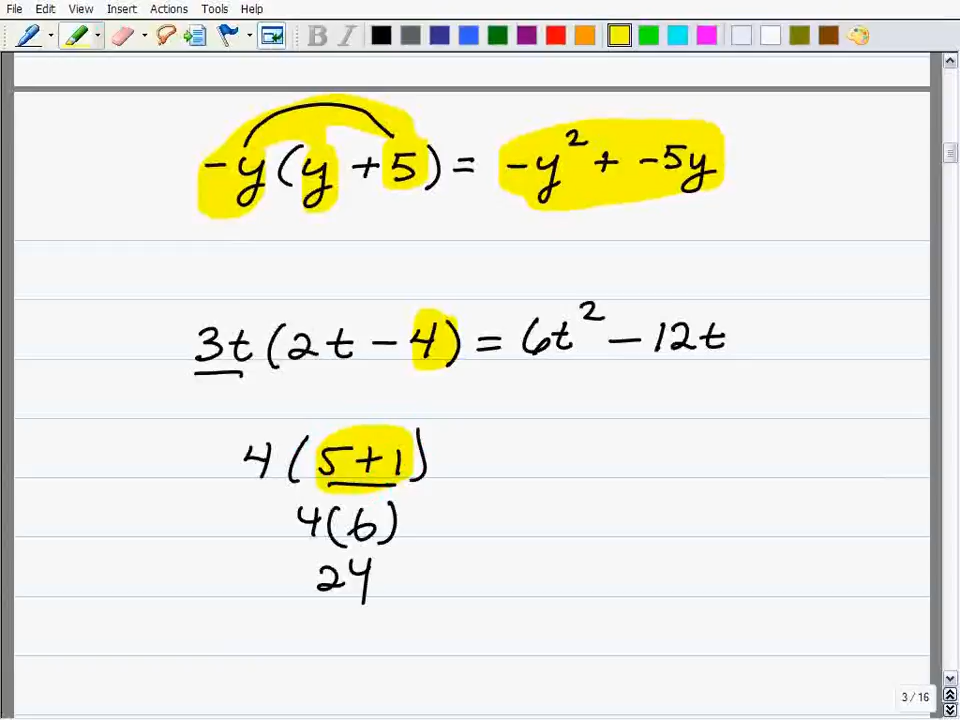 File Edit View Insert Actions Tools Help
B I
-y(y+5) = -y² + -5y
3t(2t-4) = 6t² - 12t
4(5+1)
4(6)
24
3 / 16